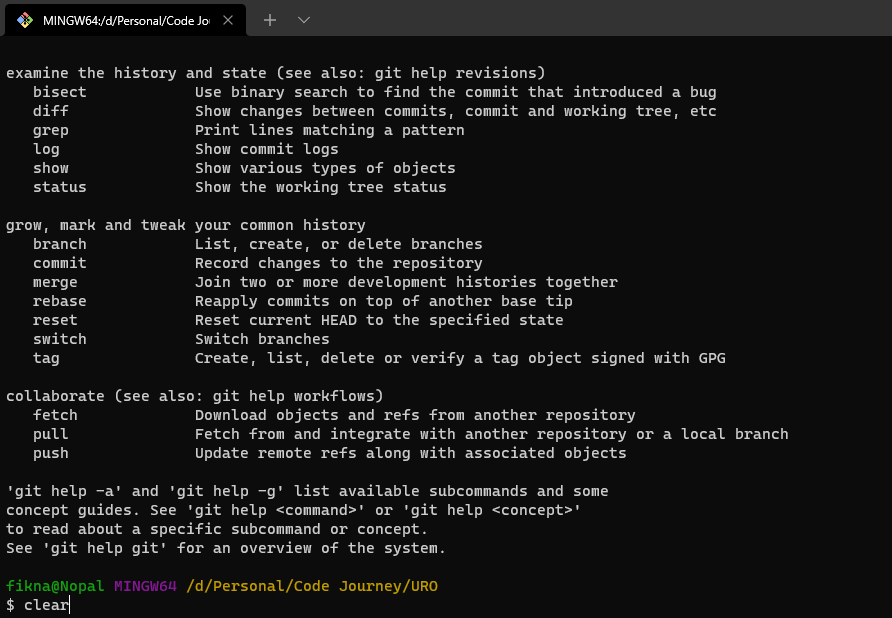 MINGW64:/d/Personal/Code Jo
examine the history and state (see also: git help revisions)
   bisect            Use binary search to find the commit that introduced a bug
   diff              Show changes between commits, commit and working tree, etc
   grep              Print lines matching a pattern
   log               Show commit logs
   show              Show various types of objects
   status            Show the working tree status
grow, mark and tweak your common history
   branch            List, create, or delete branches
   commit            Record changes to the repository
   merge             Join two or more development histories together
   rebase            Reapply commits on top of another base tip
   reset             Reset current HEAD to the specified state
   switch            Switch branches
   tag               Create, list, delete or verify a tag object signed with GPG
collaborate (see also: git help workflows)
   fetch             Download objects and refs from another repository
   pull              Fetch from and integrate with another repository or a local branch
   push              Update remote refs along with associated objects
'git help -a' and 'git help -g' list available subcommands and some
concept guides. See 'git help <command>' or 'git help <concept>'
to read about a specific subcommand or concept.
See 'git help git' for an overview of the system.
fikna@Nopal MINGW64 /d/Personal/Code Journey/URO
$ clear